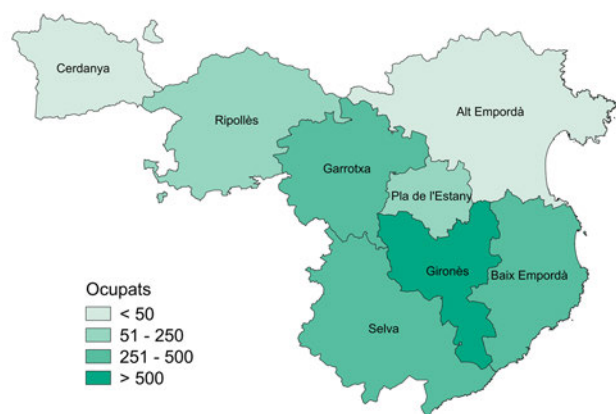 Cerdanya
Ripollès
Alt Empordà
Garrotxa
Pla de l'Estany
Gironès
Baix Empordà
Selva
Ocupats
< 50
51 - 250
251 - 500
> 500